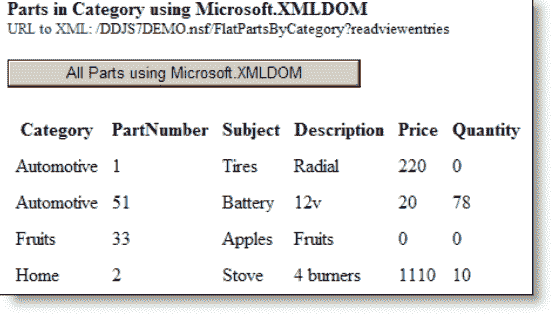 Parts in Category using Microsoft.XMLDOM
URL to XML: /DDJS7DEMO.nsf/FlatPartsByCategory?readviewentries
All Parts using Microsoft.XMLDOM
Category PartNumber Subject Description Price Quantity
Automotive 1 Tires Radial 220 0
Automotive 51 Battery 12v 20 78
Fruits 33 Apples Fruits 0 0
Home 2 Stove 4 burners 1110 10